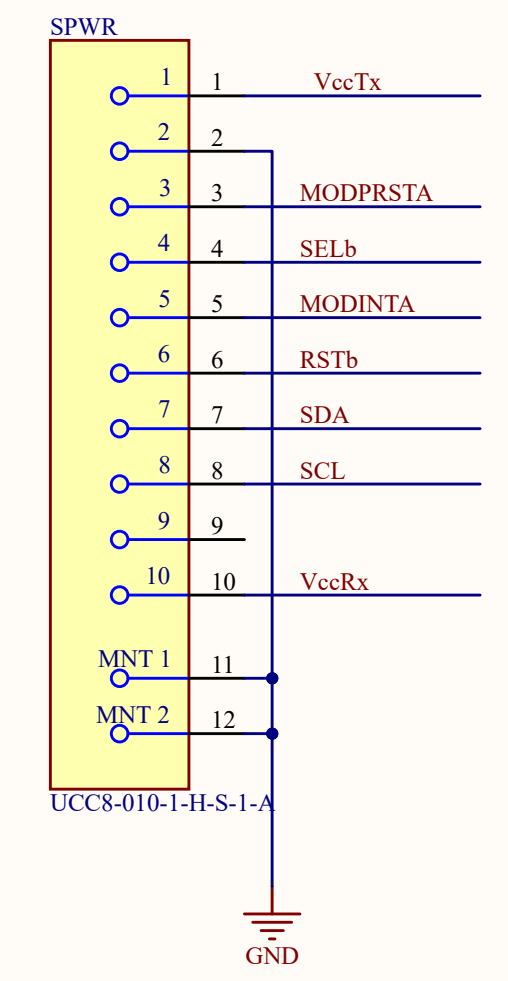 SPWR
1 1 VccTx
2 2
3 3 MODPRSTA
4 4 SELb
5 5 MODINTA
6 6 RSTb
7 7 SDA
8 8 SCL
9 9
10 10 VccRx
MNT 1 11
MNT 2 12
UCC8-010-1-H-S-1-A
GND